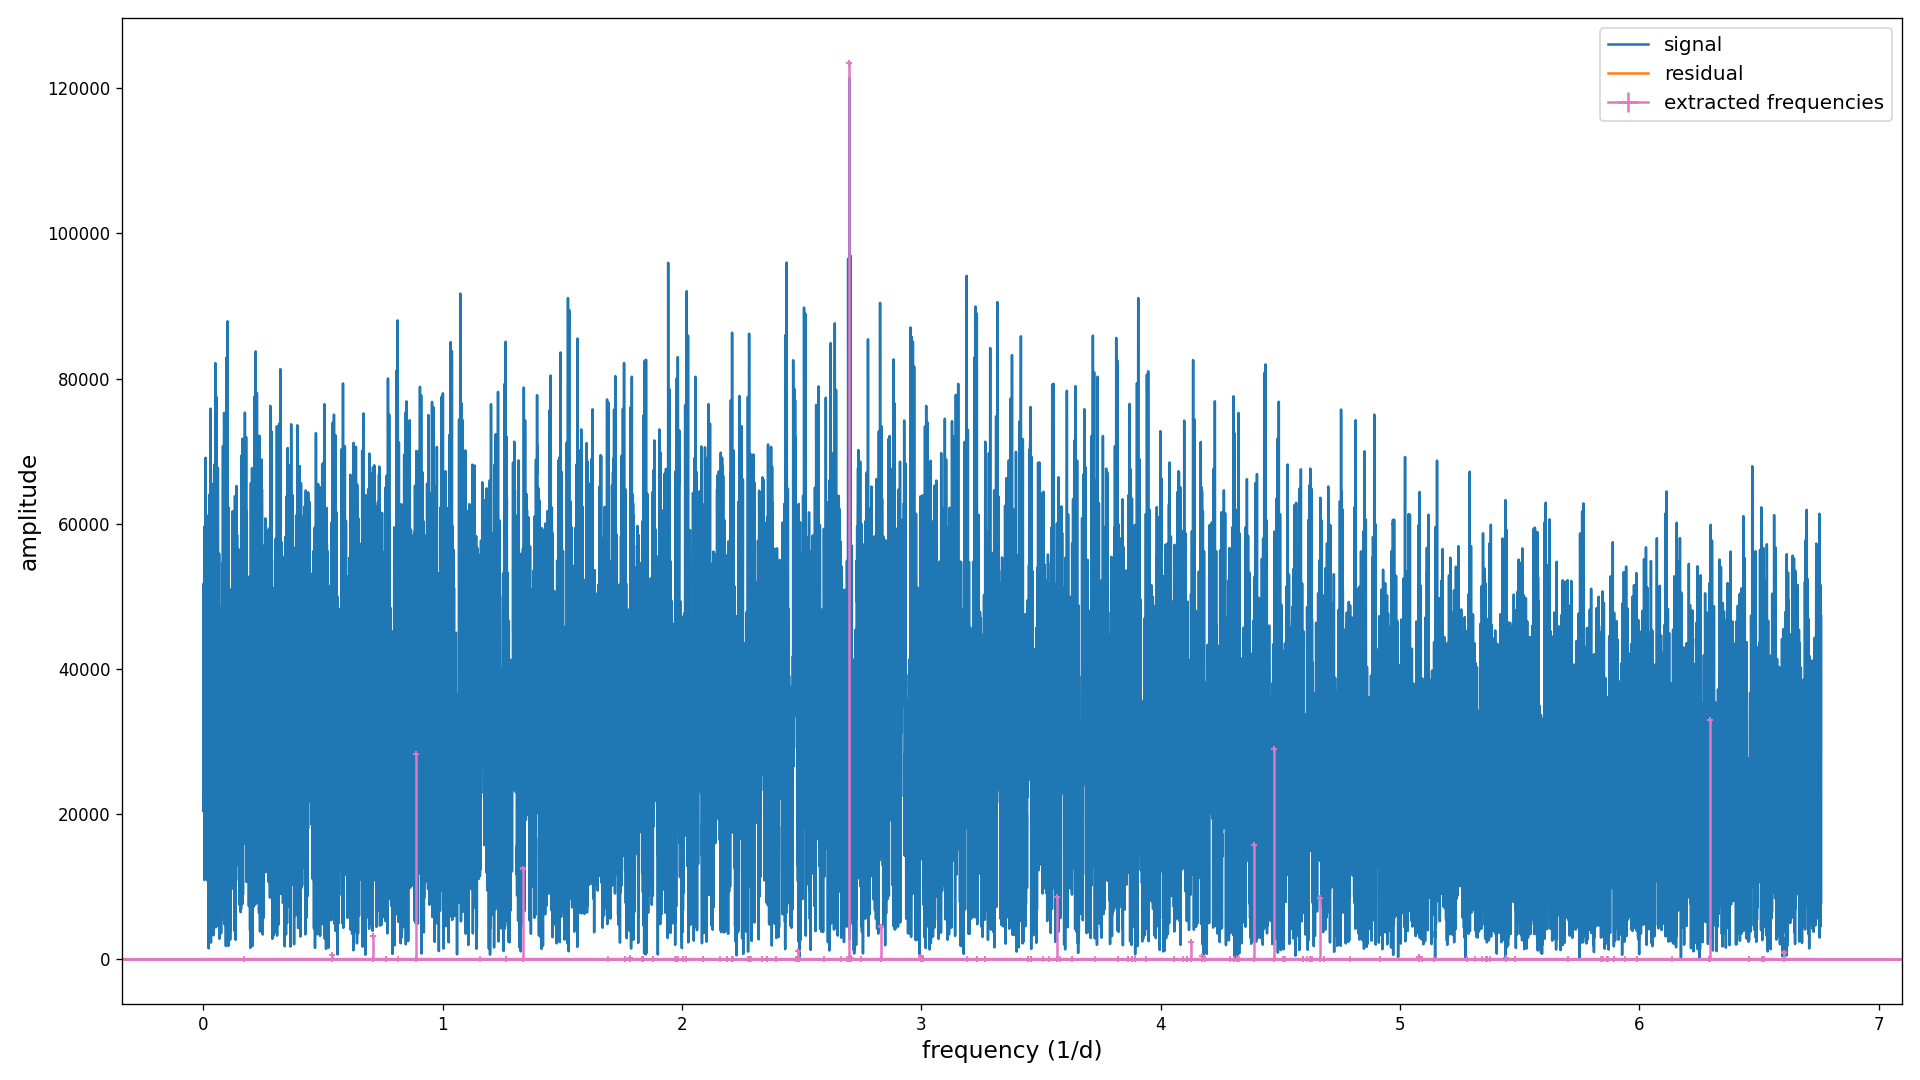 signal
residual
extracted frequencies
amplitude
120000
100000
80000
60000
40000
20000
0
0 1 2 3 4 5 6 7
frequency (1/d)